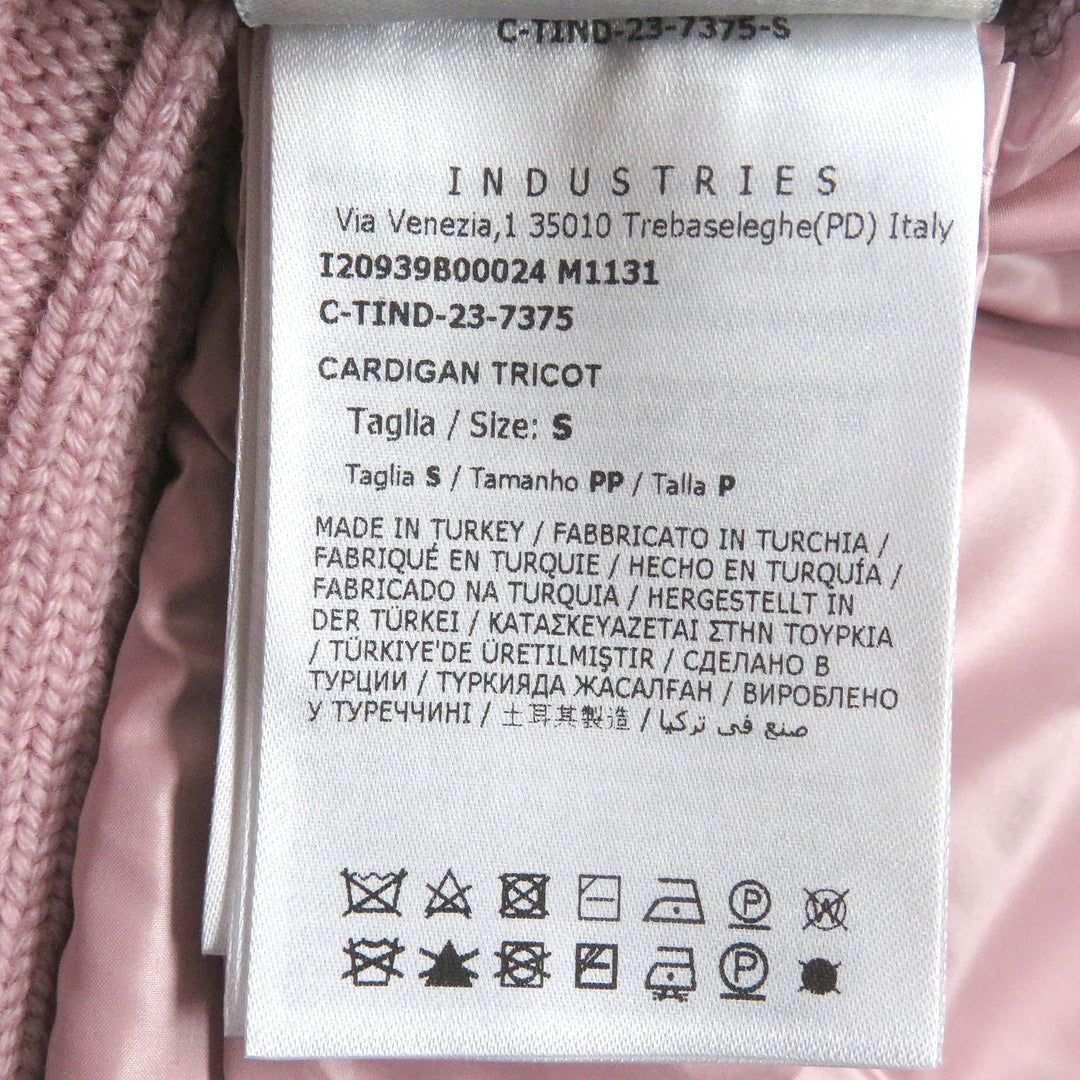 C-TIND-23-7375-S
INDUSTRIES
Via Venezia,1 35010 Trebaseleghe(PD) Italy
I20939B00024 M1131
C-TIND-23-7375
CARDIGAN TRICOT
Taglia / Size: S
Taglia S / Tamanho PP / Talla P
MADE IN TURKEY / FABBRICATO IN TURCHIA /
FABRIQUÉ EN TURQUIE / HECHO EN TURQUÍA /
FABRICADO NA TURQUIA / HERGESTELLT IN
DER TÜRKEI / ΚΑΤΑΣΚΕΥΑΖΕΤΑΙ ΣΤΗΝ ΤΟΥΡΚΙΑ
/ TÜRKIYE'DE ÜRETILMIŞTIR / СДЕЛАНО В
ТУРЦИИ / ТҮРКИЯДА ЖАСАЛҒАН / ВИРОБЛЕНО
У ТУРЕЧЧИНІ / 土耳其製造 / صنع في تركيا
P W
P